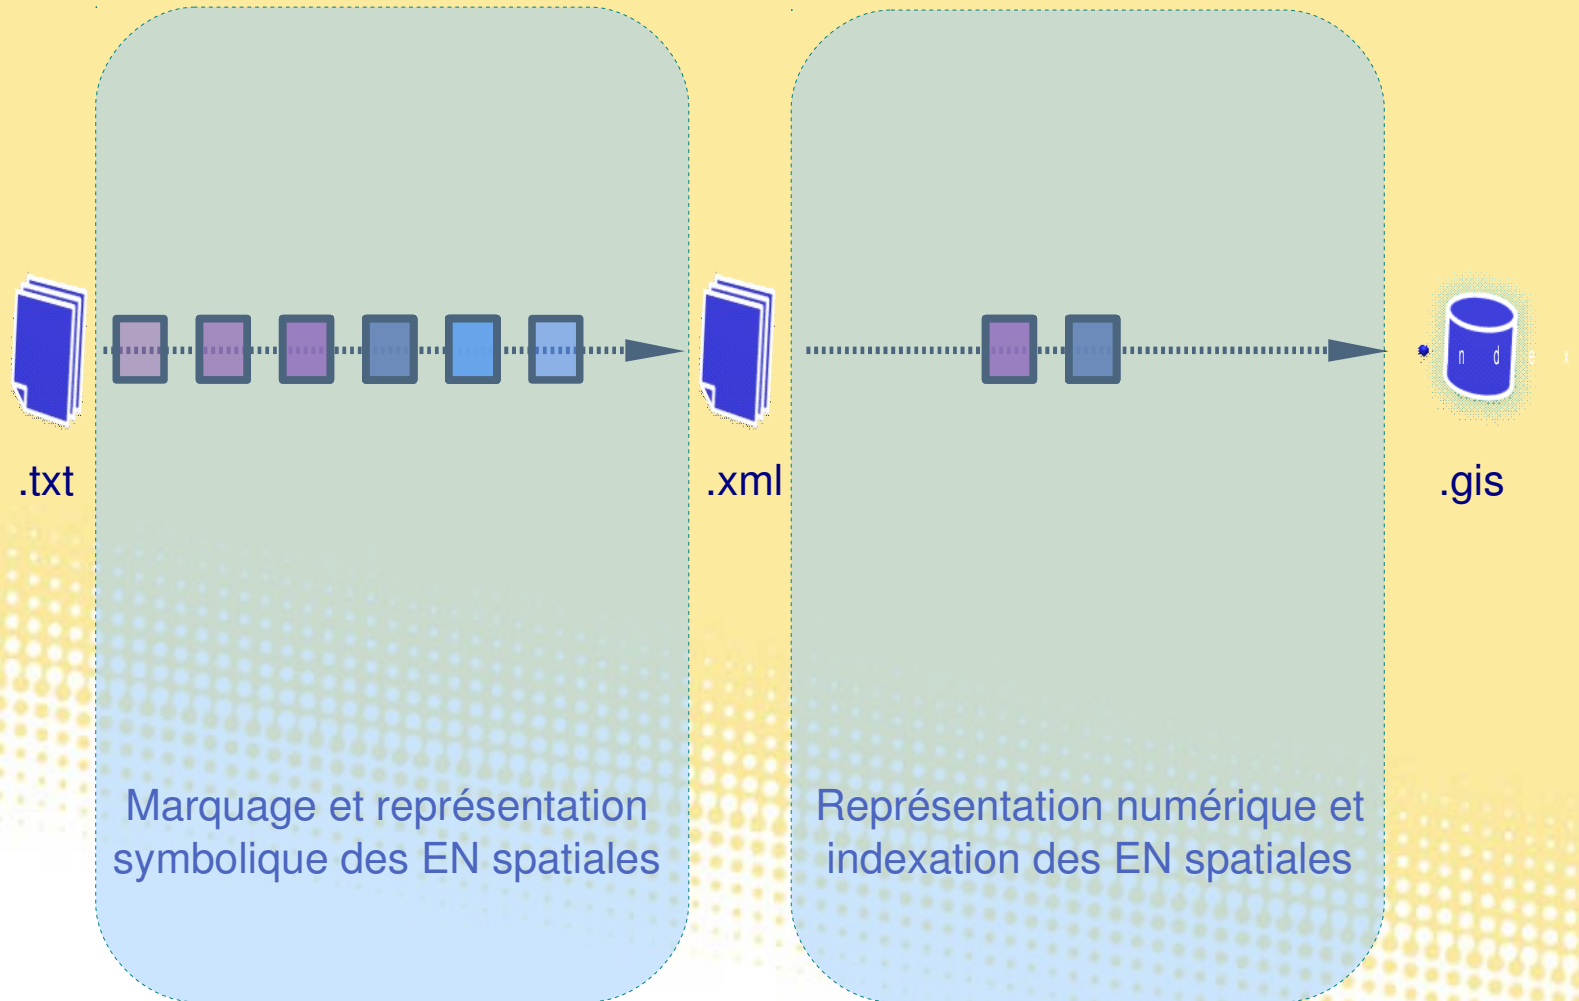 n d e x
.txt
.xml
.gis
Marquage et représentation
symbolique des EN spatiales
Représentation numérique et
indexation des EN spatiales